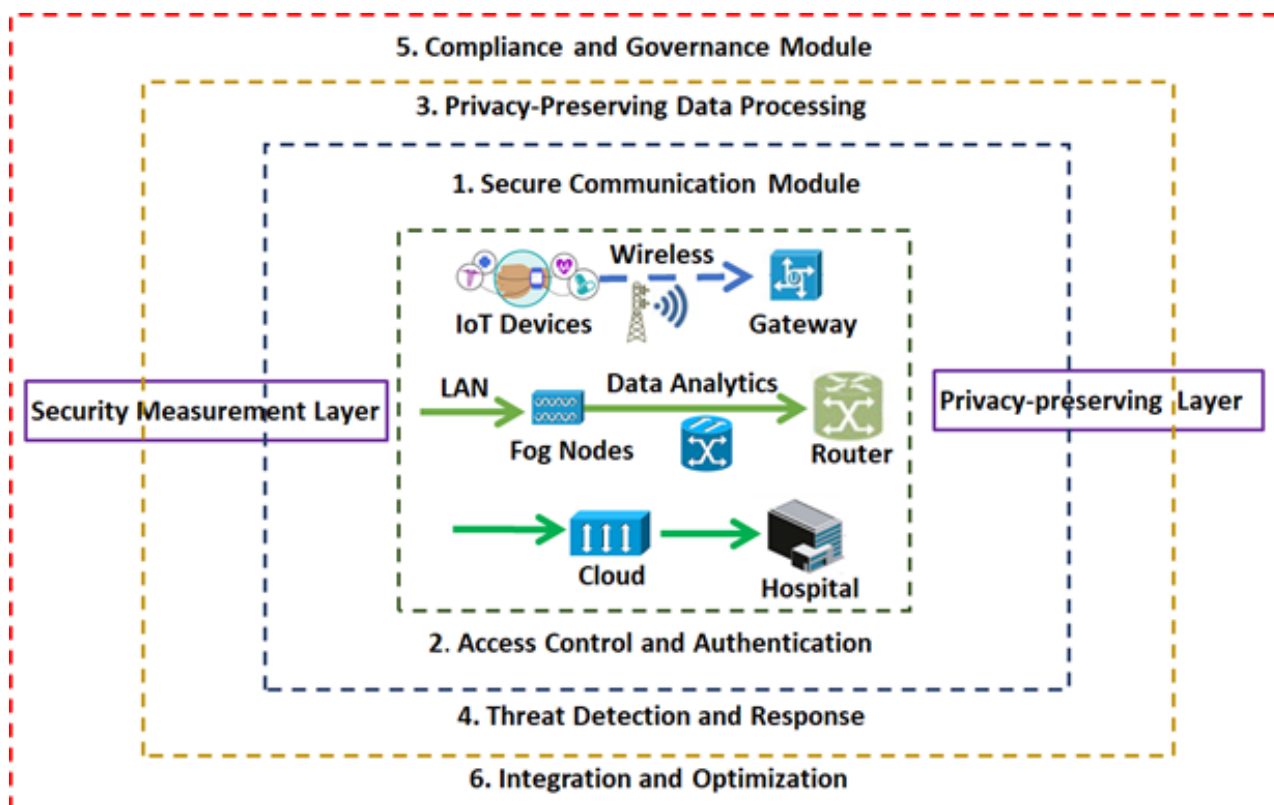 5. Compliance and Governance Module
3. Privacy-Preserving Data Processing
1. Secure Communication Module
Wireless
IoT Devices
Gateway
LAN
Data Analytics
Security Measurement Layer
Privacy-preserving Layer
Fog Nodes
Router
Cloud
Hospital
2. Access Control and Authentication
4. Threat Detection and Response
6. Integration and Optimization